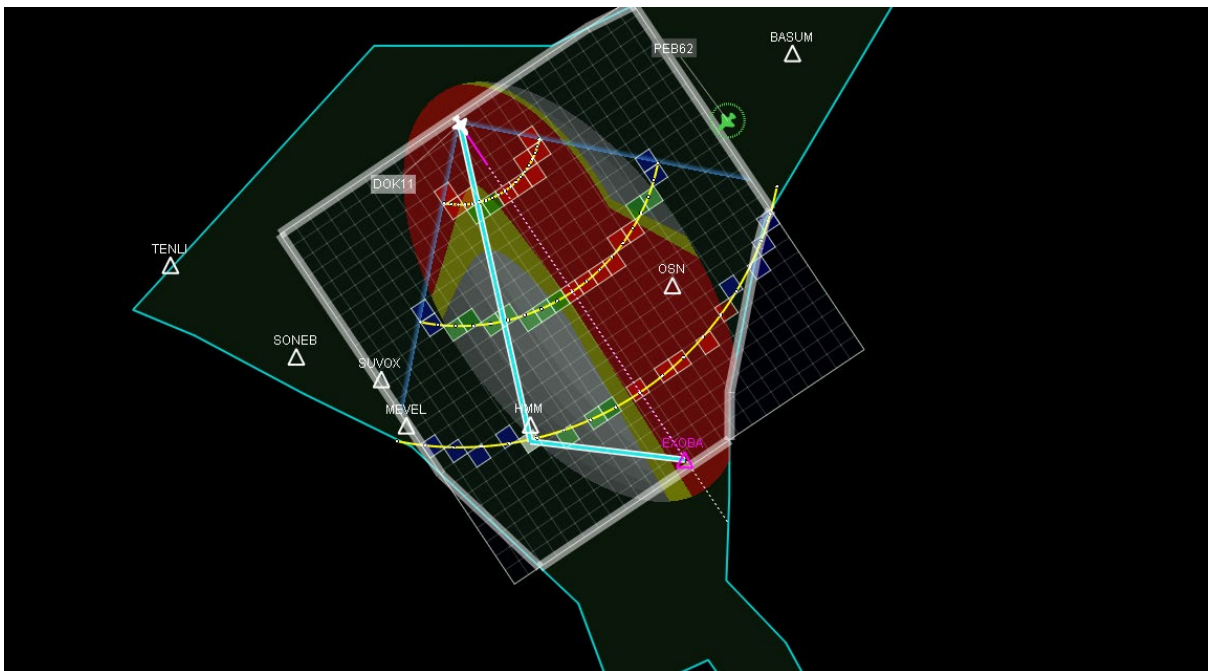 BASUM
PEB62
DOK11
TENLI
OSN
SONEB
SUVOX
MEVEL
HMM
EXOBA